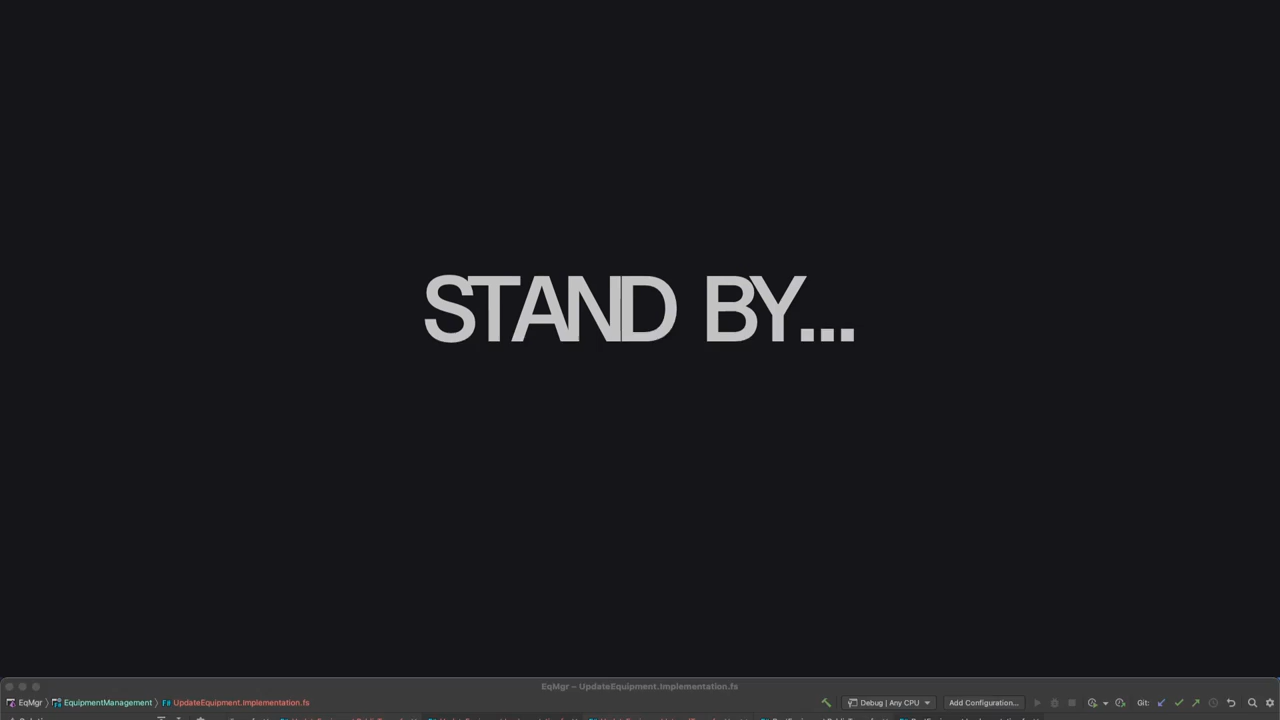 STAND BY...
EqMgr – UpdateEquipment.Implementation.fs
EqMgr EquipmentManagement UpdateEquipment.Implementation.fs Debug | Any CPU Add Configuration... Git: